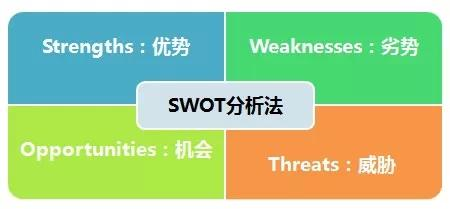 Strengths：优势
Weaknesses：劣势
SWOT分析法
Opportunities：机会
Threats：威胁